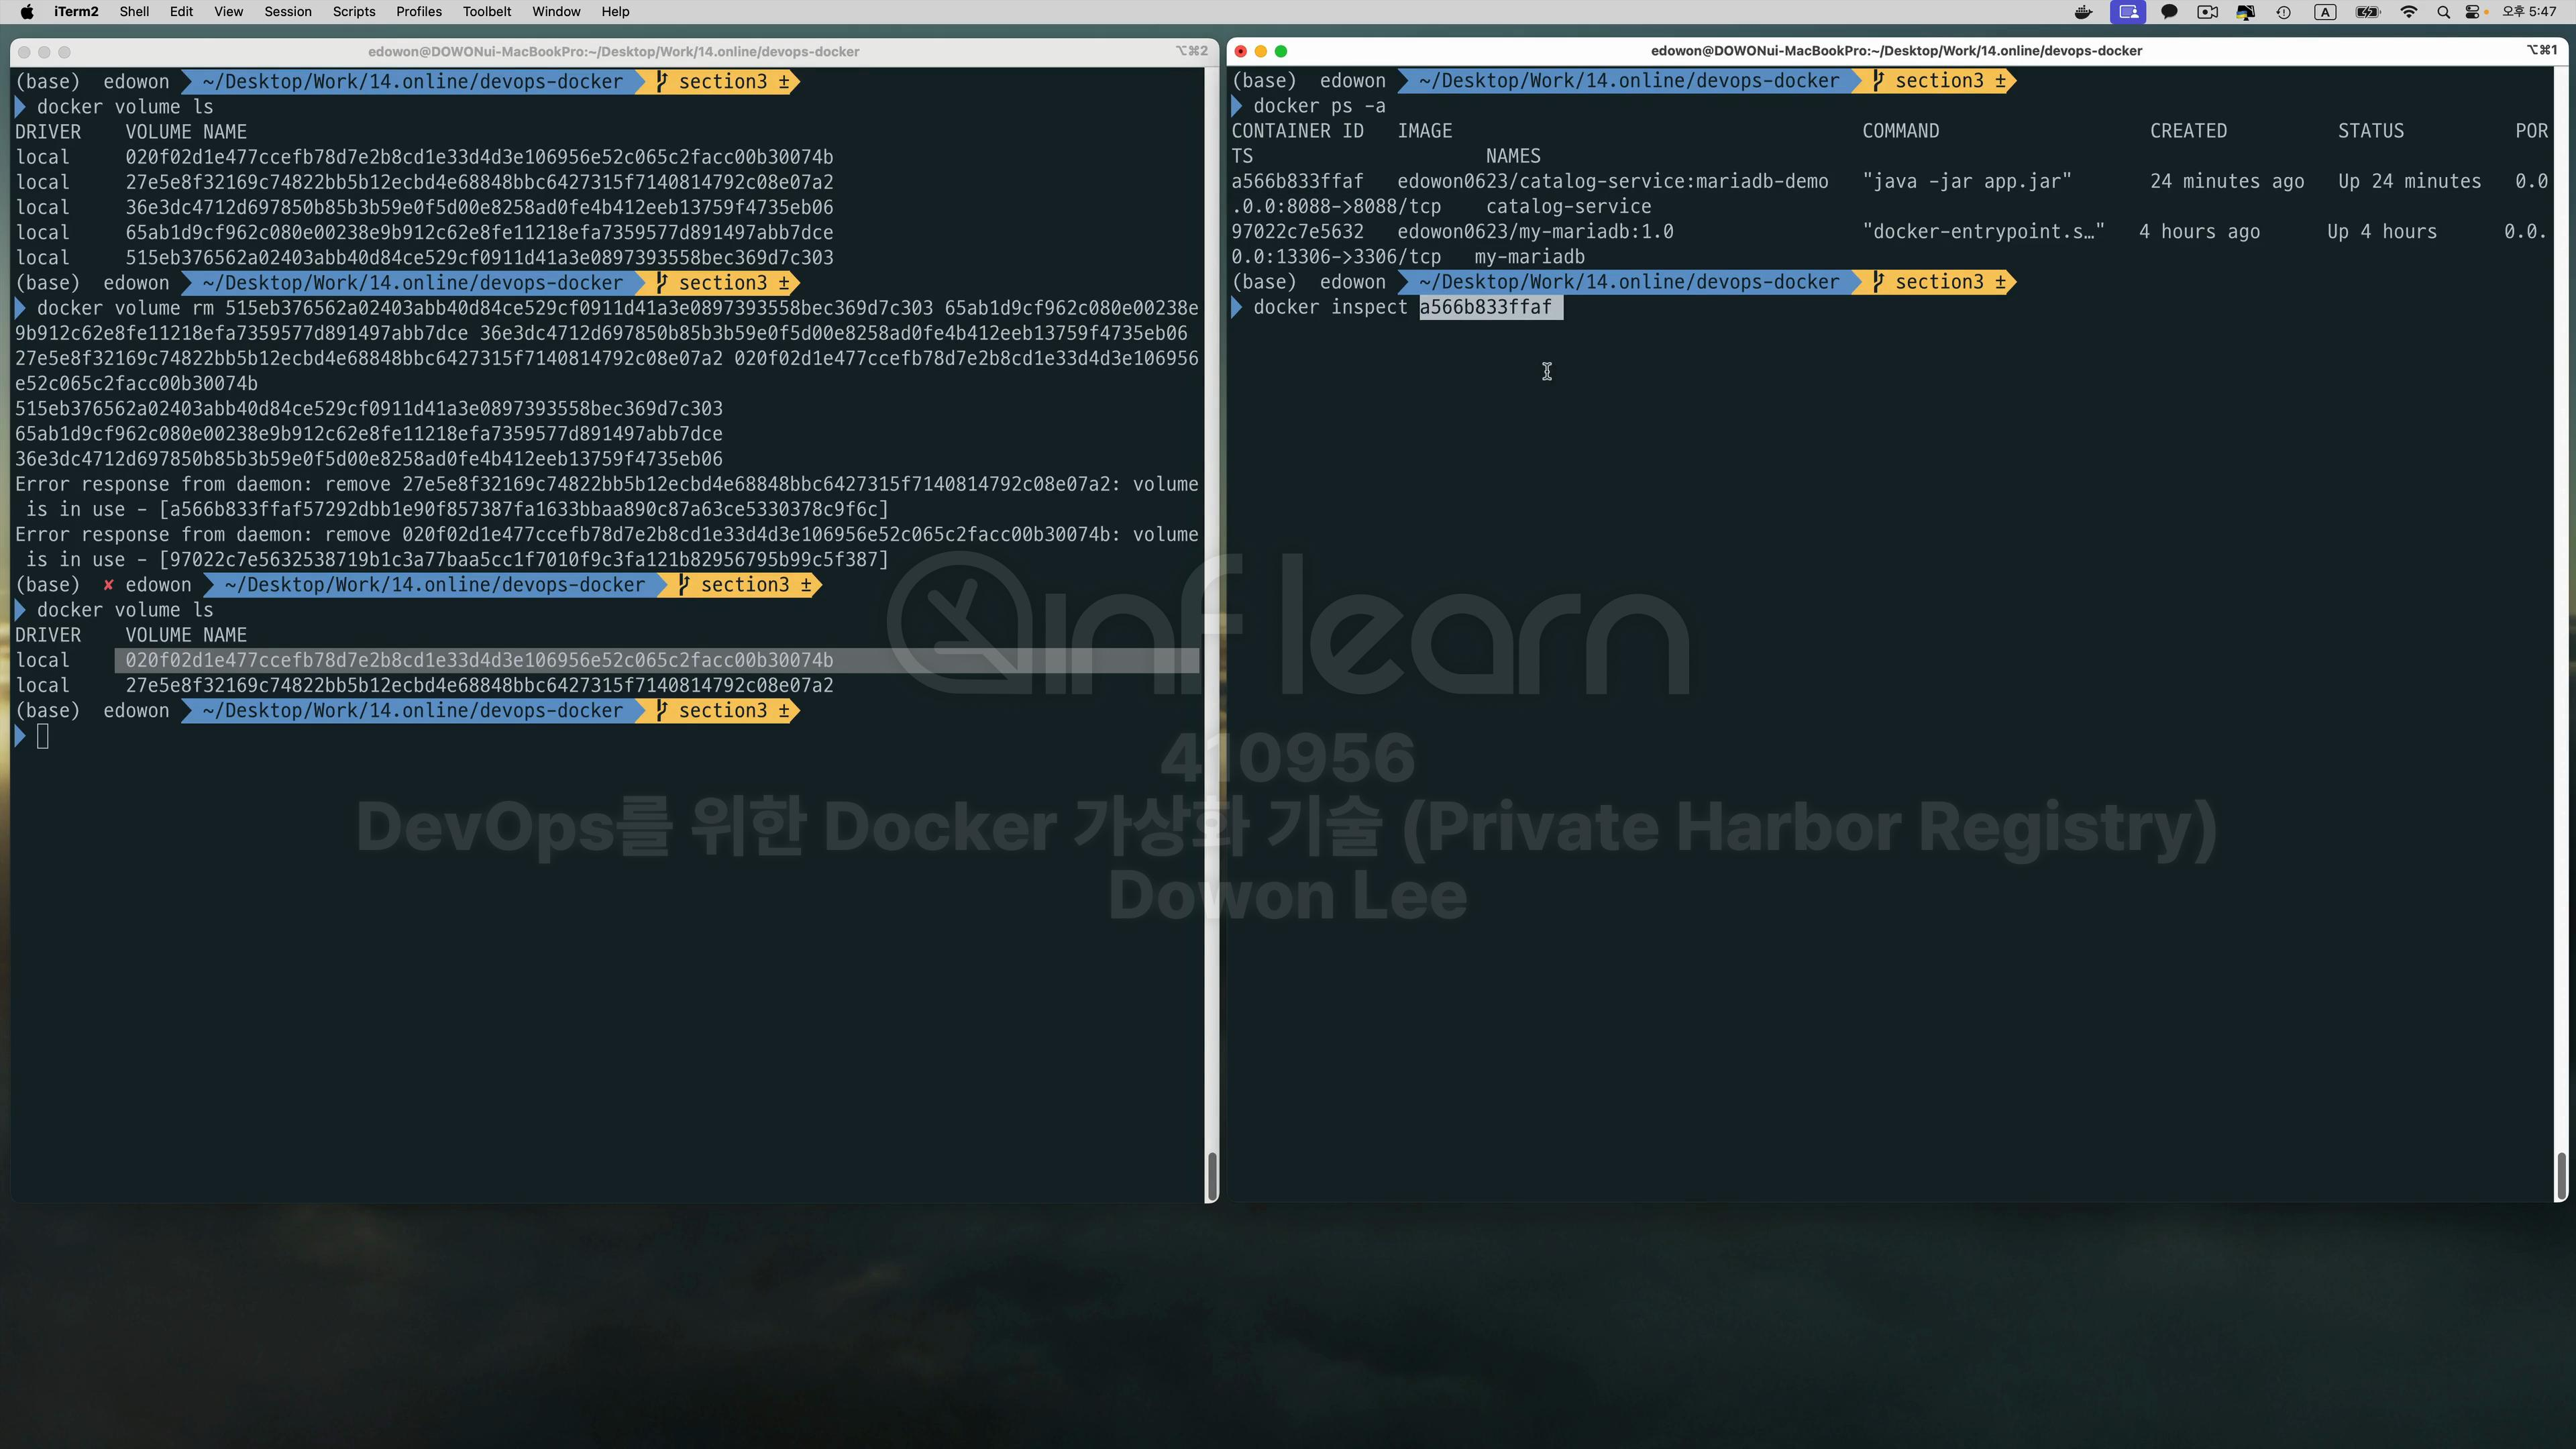 iTerm2 Shell Edit View Session Scripts Profiles Toolbelt Window Help
A 오후 5:47
edowon@DOWONui-MacBookPro:~/Desktop/Work/14.online/devops-docker ⌥⌘2
(base) edowon ~/Desktop/Work/14.online/devops-docker section3 ±
docker volume ls
DRIVER VOLUME NAME
local 020f02d1e477ccefb78d7e2b8cd1e33d4d3e106956e52c065c2facc00b30074b
local 27e5e8f32169c74822bb5b12ecbd4e68848bbc6427315f7140814792c08e07a2
local 36e3dc4712d697850b85b3b59e0f5d00e8258ad0fe4b412eeb13759f4735eb06
local 65ab1d9cf962c080e00238e9b912c62e8fe11218efa7359577d891497abb7dce
local 515eb376562a02403abb40d84ce529cf0911d41a3e0897393558bec369d7c303
(base) edowon ~/Desktop/Work/14.online/devops-docker section3 ±
docker volume rm 515eb376562a02403abb40d84ce529cf0911d41a3e0897393558bec369d7c303 65ab1d9cf962c080e00238e
9b912c62e8fe11218efa7359577d891497abb7dce 36e3dc4712d697850b85b3b59e0f5d00e8258ad0fe4b412eeb13759f4735eb06
27e5e8f32169c74822bb5b12ecbd4e68848bbc6427315f7140814792c08e07a2 020f02d1e477ccefb78d7e2b8cd1e33d4d3e106956
e52c065c2facc00b30074b
515eb376562a02403abb40d84ce529cf0911d41a3e0897393558bec369d7c303
65ab1d9cf962c080e00238e9b912c62e8fe11218efa7359577d891497abb7dce
36e3dc4712d697850b85b3b59e0f5d00e8258ad0fe4b412eeb13759f4735eb06
Error response from daemon: remove 27e5e8f32169c74822bb5b12ecbd4e68848bbc6427315f7140814792c08e07a2: volume
is in use - [a566b833ffaf57292dbb1e90f857387fa1633bbaa890c87a63ce5330378c9f6c]
Error response from daemon: remove 020f02d1e477ccefb78d7e2b8cd1e33d4d3e106956e52c065c2facc00b30074b: volume
is in use - [97022c7e5632538719b1c3a77baa5cc1f7010f9c3fa121b82956795b99c5f387]
(base) ✘ edowon ~/Desktop/Work/14.online/devops-docker section3 ±
docker volume ls
DRIVER VOLUME NAME
local 020f02d1e477ccefb78d7e2b8cd1e33d4d3e106956e52c065c2facc00b30074b
local 27e5e8f32169c74822bb5b12ecbd4e68848bbc6427315f7140814792c08e07a2
(base) edowon ~/Desktop/Work/14.online/devops-docker section3 ±
edowon@DOWONui-MacBookPro:~/Desktop/Work/14.online/devops-docker ⌥⌘1
(base) edowon ~/Desktop/Work/14.online/devops-docker section3 ±
docker ps -a
CONTAINER ID IMAGE COMMAND CREATED STATUS POR
TS NAMES
a566b833ffaf edowon0623/catalog-service:mariadb-demo "java -jar app.jar" 24 minutes ago Up 24 minutes 0.0
.0.0:8088->8088/tcp catalog-service
97022c7e5632 edowon0623/my-mariadb:1.0 "docker-entrypoint.s…" 4 hours ago Up 4 hours 0.0.
0.0:13306->3306/tcp my-mariadb
(base) edowon ~/Desktop/Work/14.online/devops-docker section3 ±
docker inspect a566b833ffaf
inflearn
410956
DevOps를 위한 Docker 가상화 기술 (Private Harbor Registry)
Dowon Lee